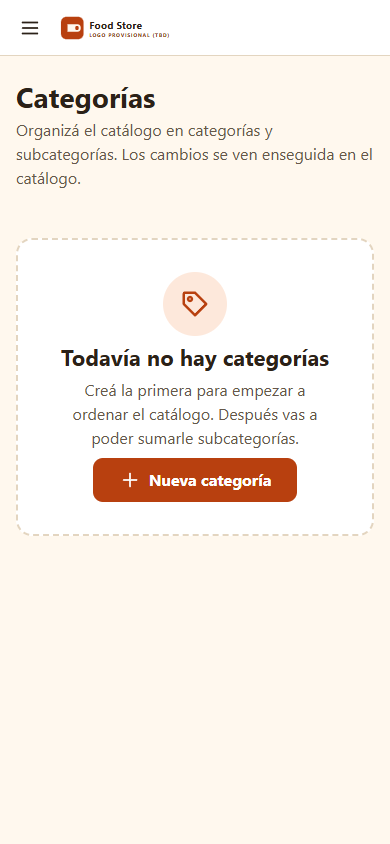 Food Store
LOGO PROVISIONAL (TBD)
Categorías
Organizá el catálogo en categorías y
subcategorías. Los cambios se ven enseguida en el
catálogo.
Todavía no hay categorías
Creá la primera para empezar a
ordenar el catálogo. Después vas a
poder sumarle subcategorías.
Nueva categoría